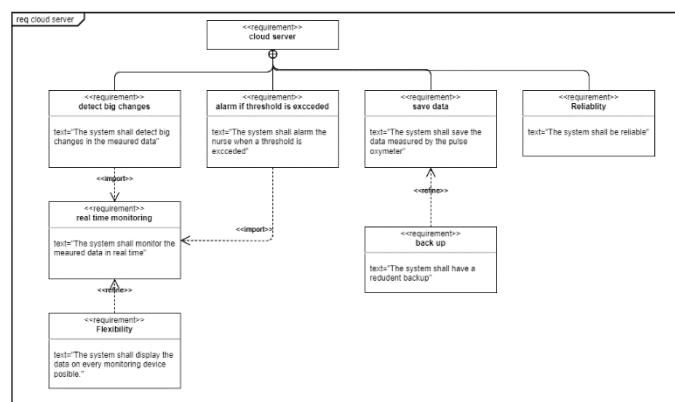 req cloud server
<<requirement>>
cloud server
<<requirement>>
detect big changes
text="The system shall detect big
changes in the meaured data"
<<requirement>>
alarm if threshold is excceded
text="The system shall alarm the
nurse when a threshold is
excceded"
<<requirement>>
save data
text="The system shall save the
data measured by the pulse
oxymeter"
<<requirement>>
Reliablity
text="The system shall be reliable"
<<import>>
<<refine>>
<<requirement>>
real time monitoring
text="The system shall monitor the
meaured data in real time"
<<import>>
<<requirement>>
back up
text="The system shall have a
redudent backup"
<<refine>>
<<requirement>>
Flexibility
text="The system shall display the
data on every monitoring device
posible."